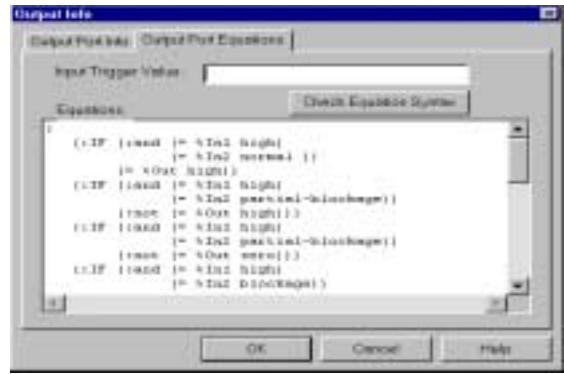 Output Info
Output Port Info Output Port Equations
Input Trigger Value
Check Equation Syntax
Equations
(
(:IF (:and (= %In1 high)
(= %In2 normal ))
(= %Out high))
(:IF (:and (= %In1 high)
(= %In2 partial-blockage))
(:not (= %Out high)))
(:IF (:and (= %In1 high)
(= %In2 partial-blockage))
(:not (= %Out zero)))
(:IF (:and (= %In1 high)
(= %In2 blockage))
OK Cancel Help